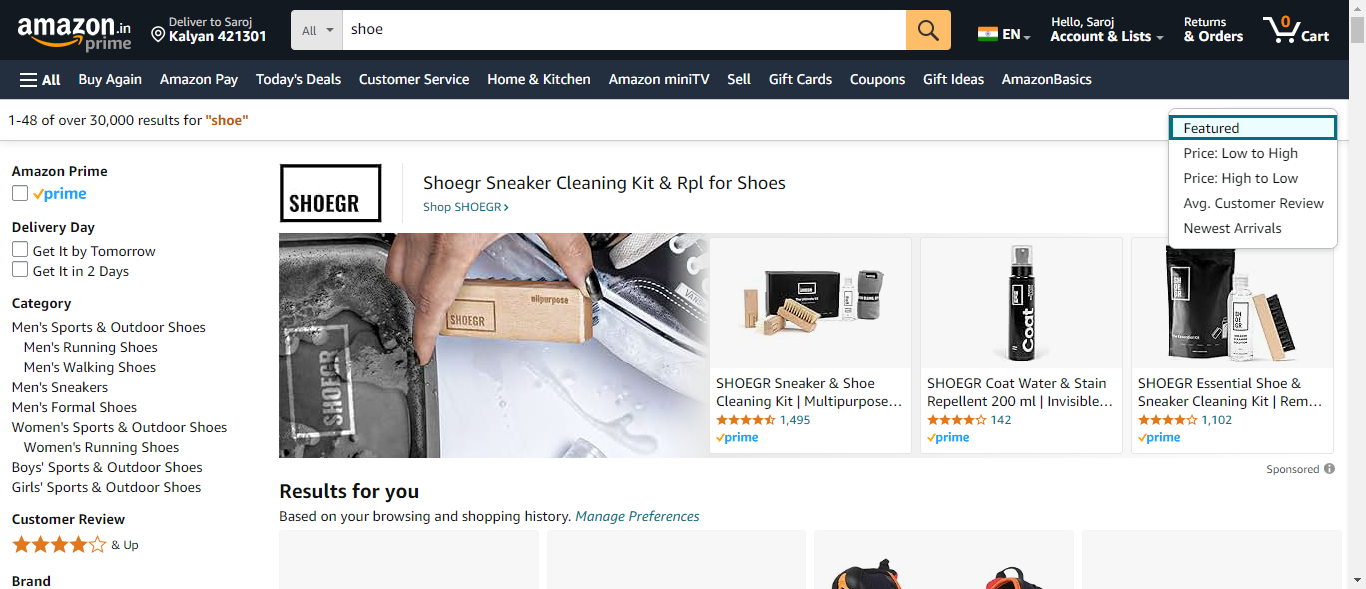 amazon.in
prime
Deliver to Saroj
Kalyan 421301
All
shoe
EN
Hello, Saroj
Account & Lists
Returns
& Orders
0
Cart
All
Buy Again
Amazon Pay
Today's Deals
Customer Service
Home & Kitchen
Amazon miniTV
Sell
Gift Cards
Coupons
Gift Ideas
AmazonBasics
1-48 of over 30,000 results for "shoe"
Featured
Price: Low to High
Price: High to Low
Avg. Customer Review
Newest Arrivals
Amazon Prime
prime
Delivery Day
Get It by Tomorrow
Get It in 2 Days
Category
Men's Sports & Outdoor Shoes
Men's Running Shoes
Men's Walking Shoes
Men's Sneakers
Men's Formal Shoes
Women's Sports & Outdoor Shoes
Women's Running Shoes
Boys' Sports & Outdoor Shoes
Girls' Sports & Outdoor Shoes
Customer Review
& Up
Brand
SHOEGR
Shoegr Sneaker Cleaning Kit & Rpl for Shoes
Shop SHOEGR
allpurpose
SHOEGR
SHOEGR
SHOEGR Sneaker & Shoe
Cleaning Kit | Multipurpose...
1,495
prime
Coat
SHOEGR Coat Water & Stain
Repellent 200 ml | Invisible...
142
prime
SHOEGR
SHOEGR
SHOEGR Essential Shoe &
Sneaker Cleaning Kit | Rem...
1,102
prime
Sponsored
Results for you
Based on your browsing and shopping history. Manage Preferences